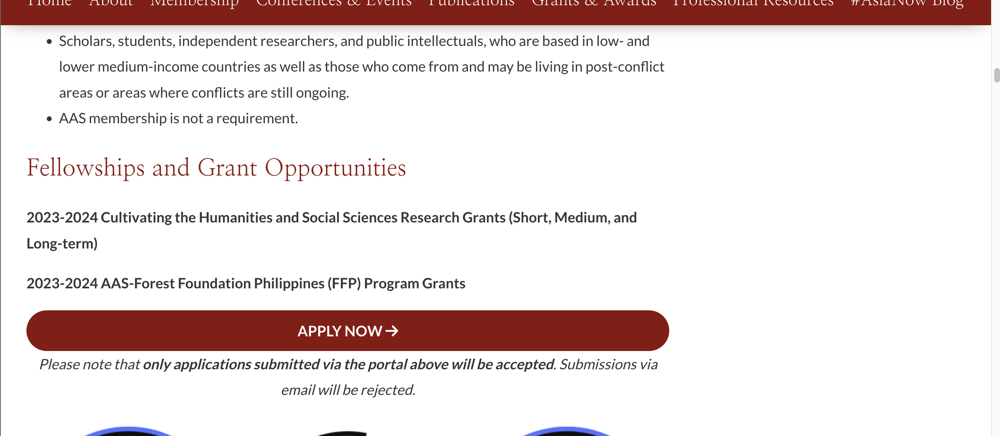 Home About Membership Conferences & Events Publications Grants & Awards Professional Resources #AsiaNow Blog
• Scholars, students, independent researchers, and public intellectuals, who are based in low- and
lower medium-income countries as well as those who come from and may be living in post-conflict
areas or areas where conflicts are still ongoing.
• AAS membership is not a requirement.
Fellowships and Grant Opportunities
2023-2024 Cultivating the Humanities and Social Sciences Research Grants (Short, Medium, and
Long-term)
2023-2024 AAS-Forest Foundation Philippines (FFP) Program Grants
APPLY NOW →
Please note that only applications submitted via the portal above will be accepted. Submissions via
email will be rejected.